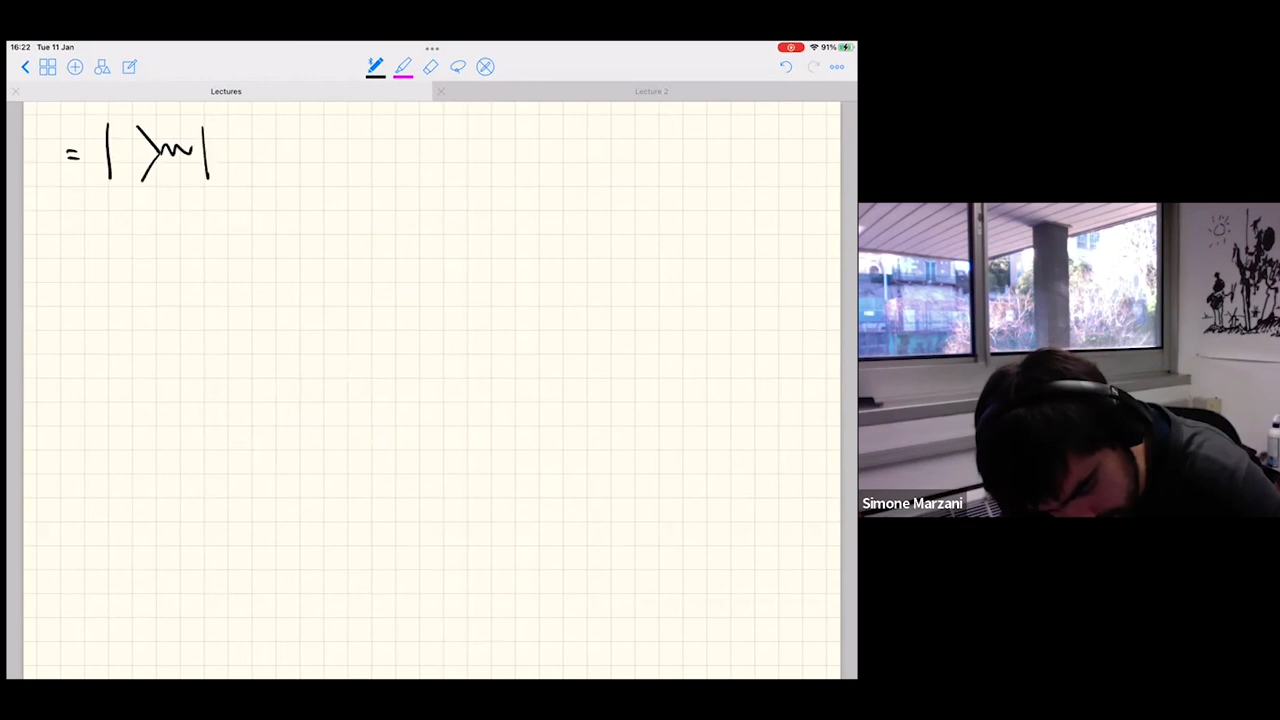 16:22 Tue 11 Jan 91%
Lectures Lecture 2
= | |
Simone Marzani